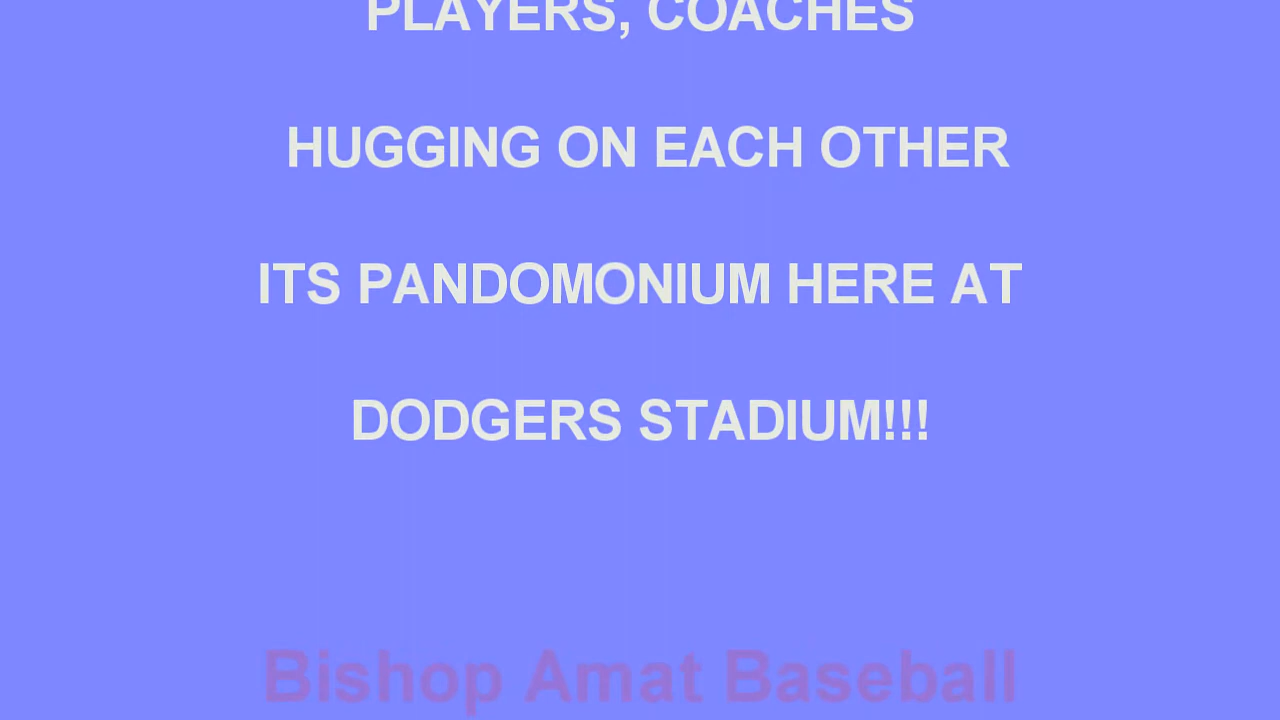 PLAYERS, COACHES
HUGGING ON EACH OTHER
ITS PANDOMONIUM HERE AT
DODGERS STADIUM!!!
Bishop Amat Baseball